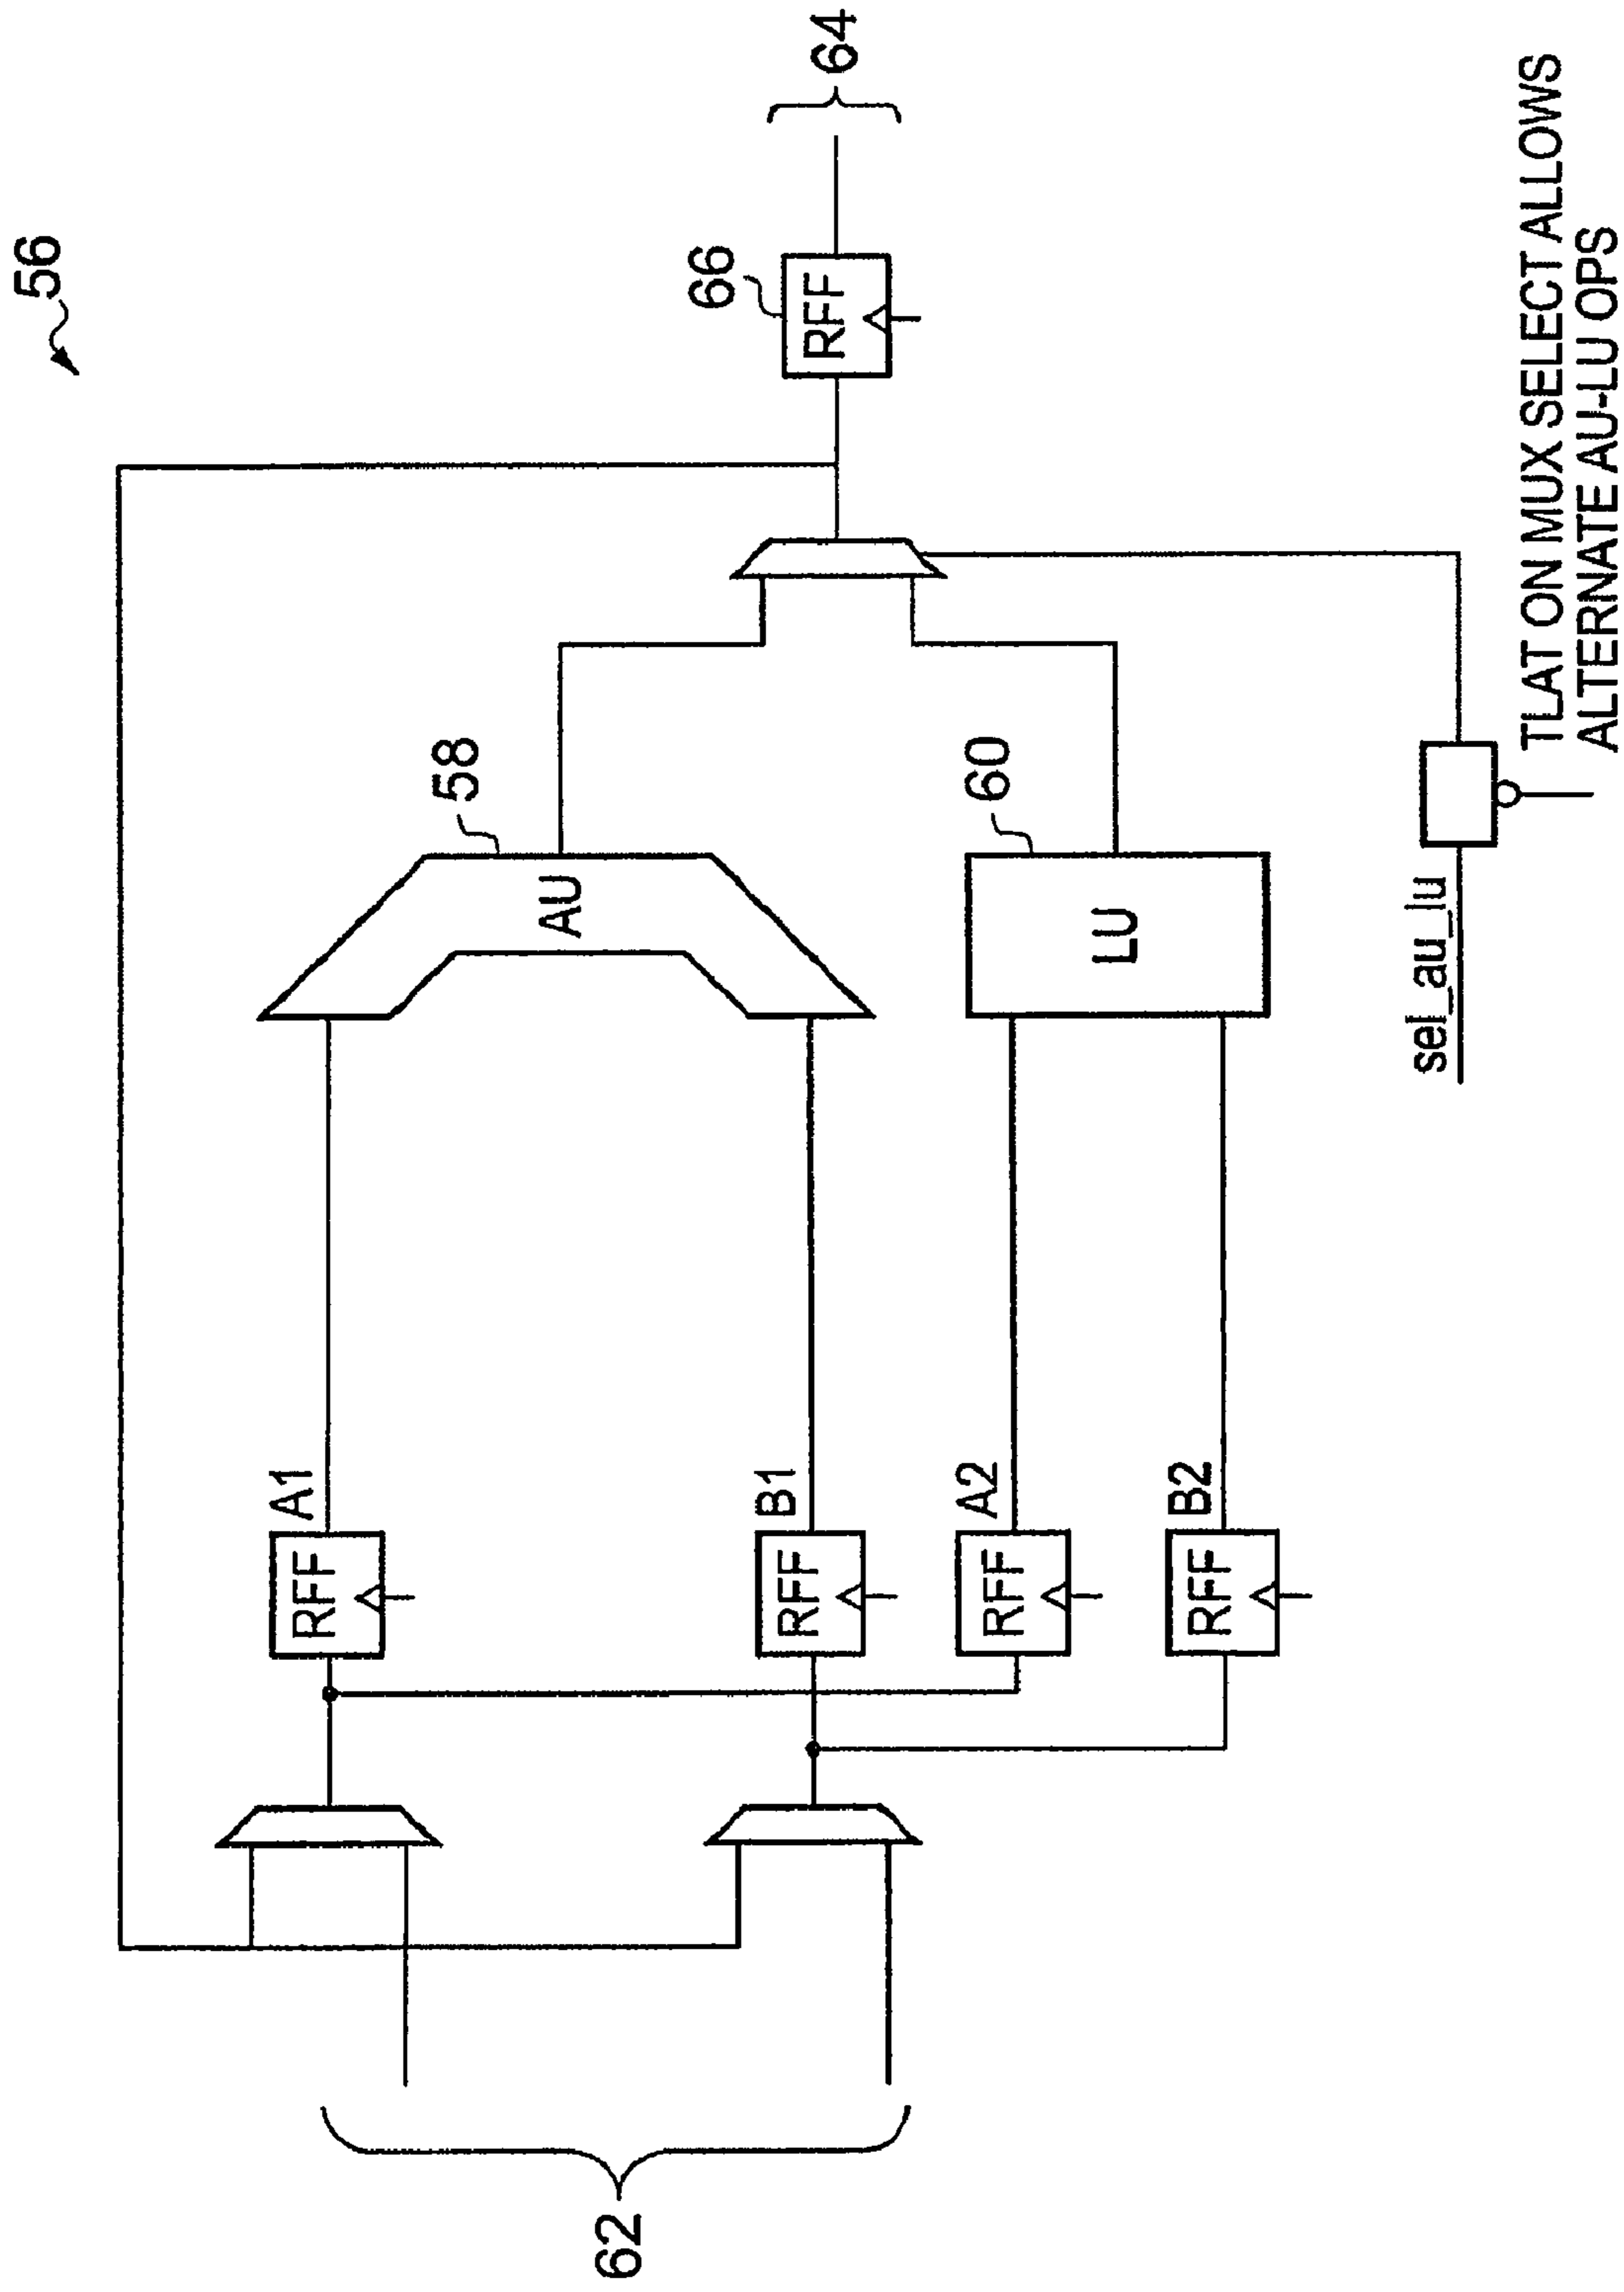 56
A1
RFF
58
AU
B1
RFF
66
RFF
64
62
A2
RFF
60
LU
B2
RFF
sel_au_lu
TLAT ON MUX SELECT ALLOWS
ALTERNATE AU-LU OPS